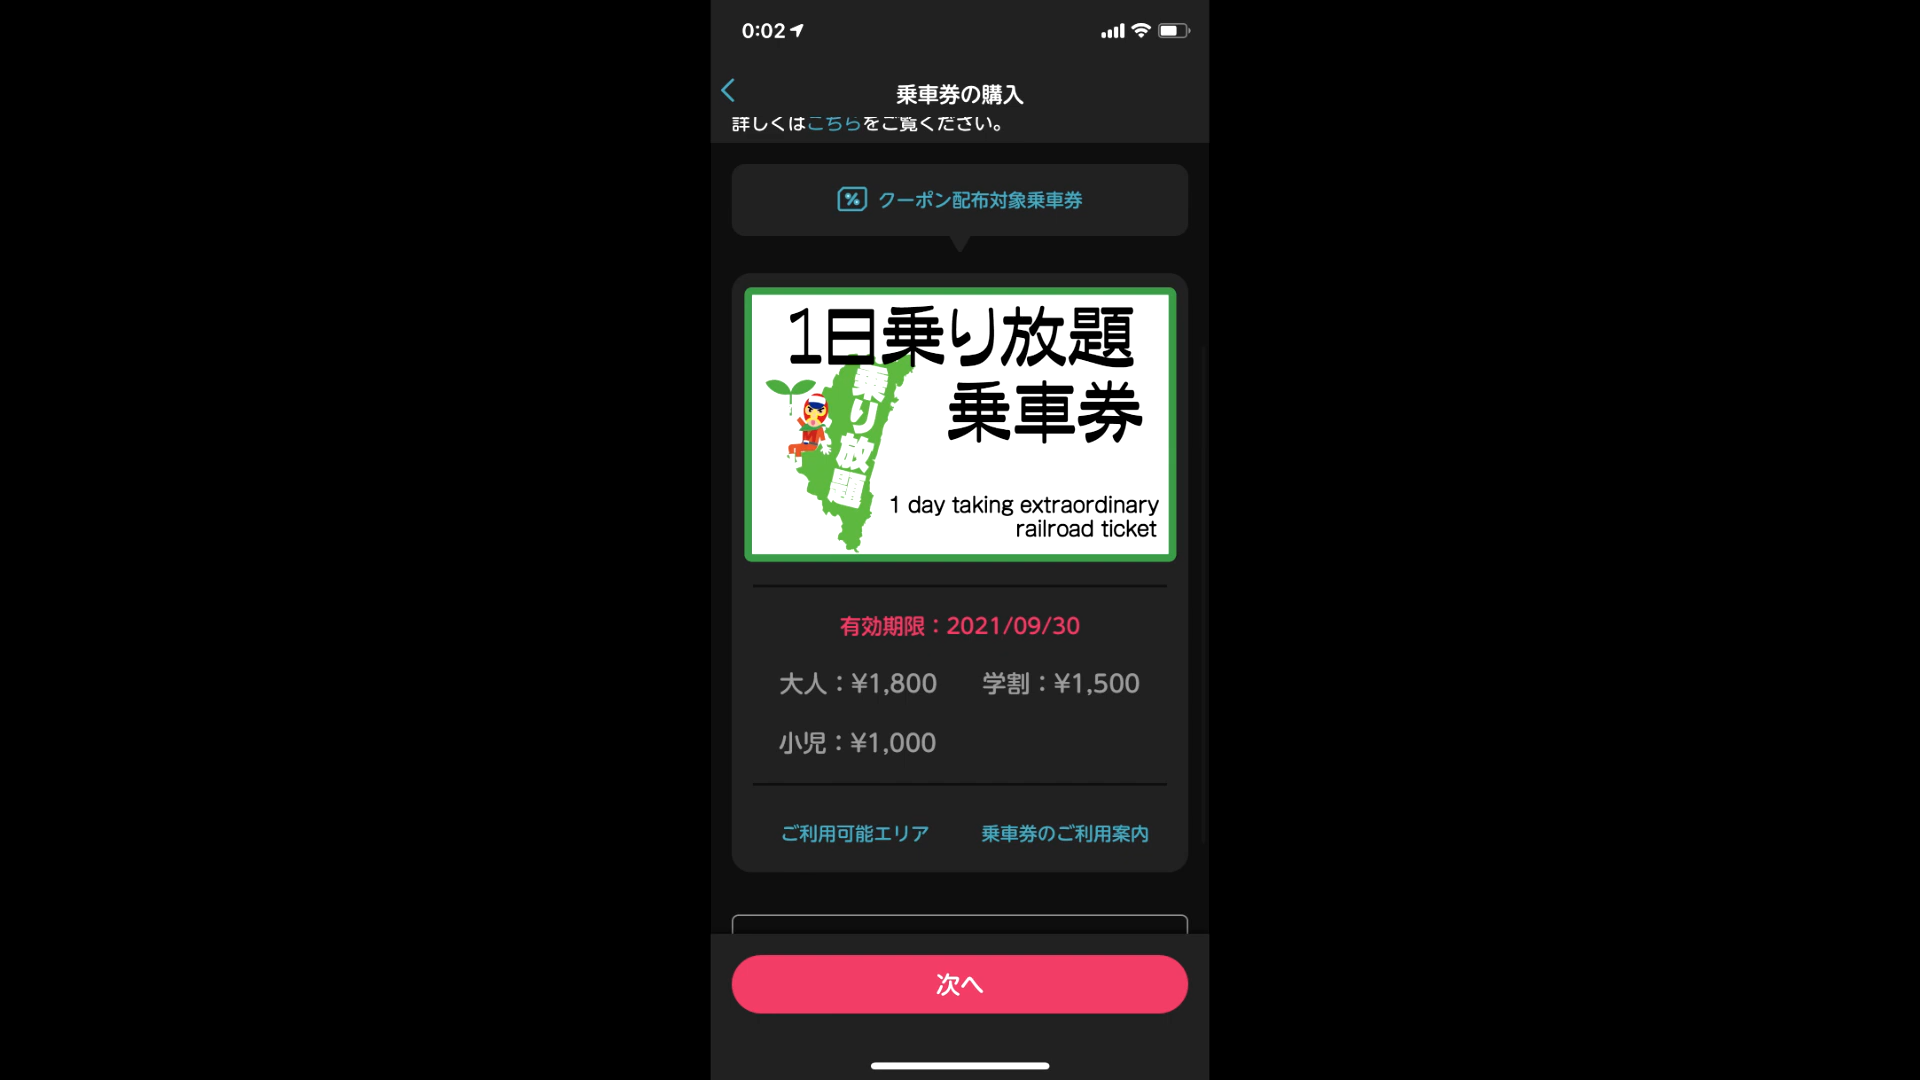 0:02
乗車券の購入
詳しくはこちらをご覧ください。
クーポン配布対象乗車券
1日乗り放題
乗車券
乗り放題
1 day taking extraordinary
railroad ticket
有効期限：2021/09/30
大人：¥1,800 学割：¥1,500
小児：¥1,000
ご利用可能エリア 乗車券のご利用案内
次へ